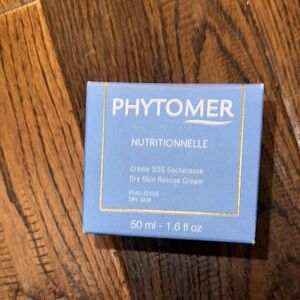 PHYTOMER
NUTRITIONNELLE
Crème SOS Sécheresse
Dry Skin Rescue Cream
PEAU SÈCHE
DRY SKIN
50 ml - 1.6 fl oz